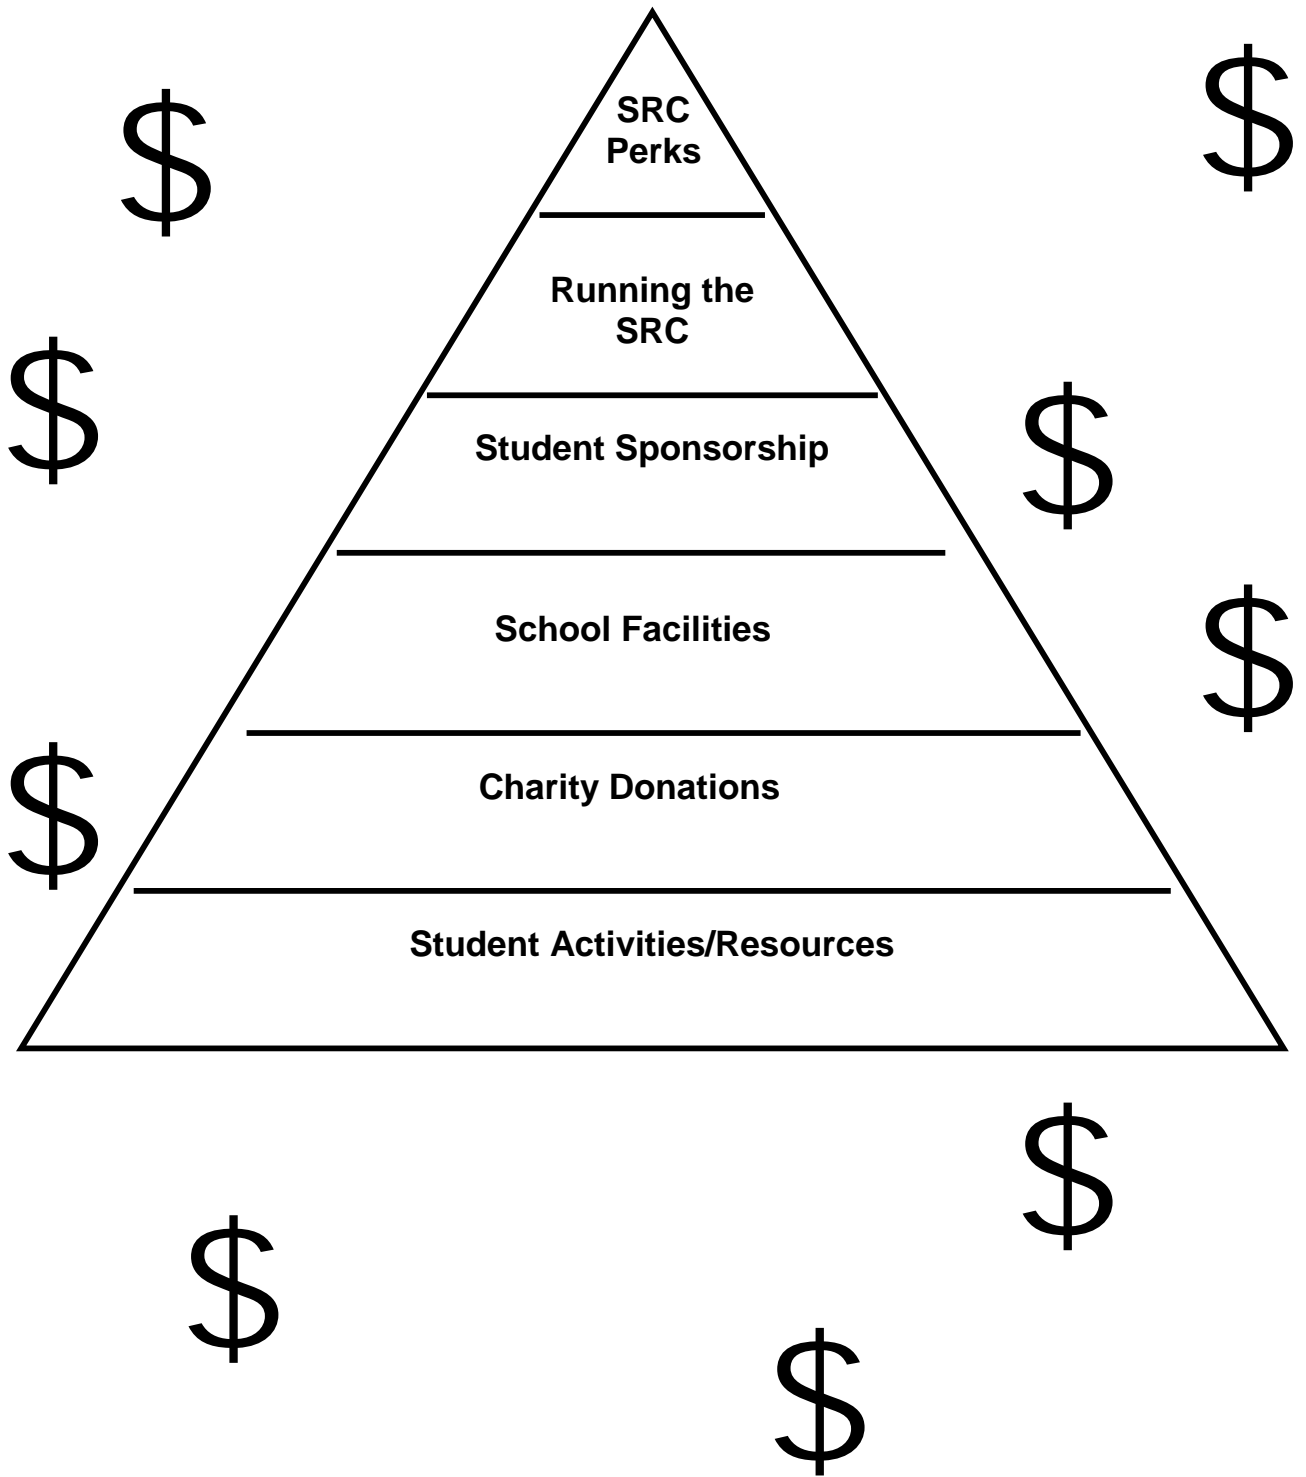 $
$
SRC
Perks
Running the
SRC
$
$
Student Sponsorship
$
School Facilities
$
Charity Donations
Student Activities/Resources
$
$
$